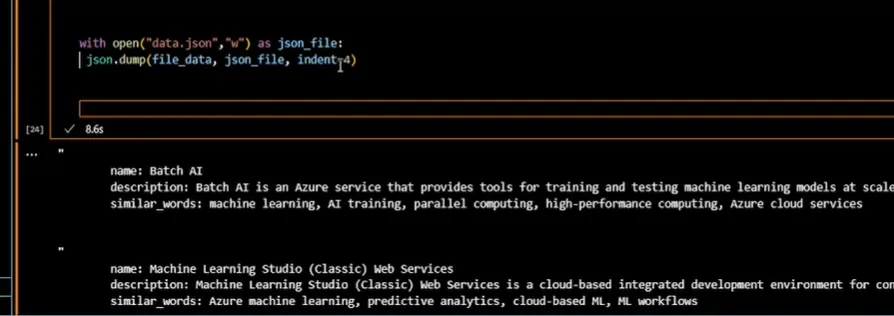 with open("data.json","w") as json_file:
json.dump(file_data, json_file, indent=4)
[24]
8.6s
...
"
name: Batch AI
description: Batch AI is an Azure service that provides tools for training and testing machine learning models at scale
similar_words: machine learning, AI training, parallel computing, high-performance computing, Azure cloud services
"
name: Machine Learning Studio (Classic) Web Services
description: Machine Learning Studio (Classic) Web Services is a cloud-based integrated development environment for con
similar_words: Azure machine learning, predictive analytics, cloud-based ML, ML workflows